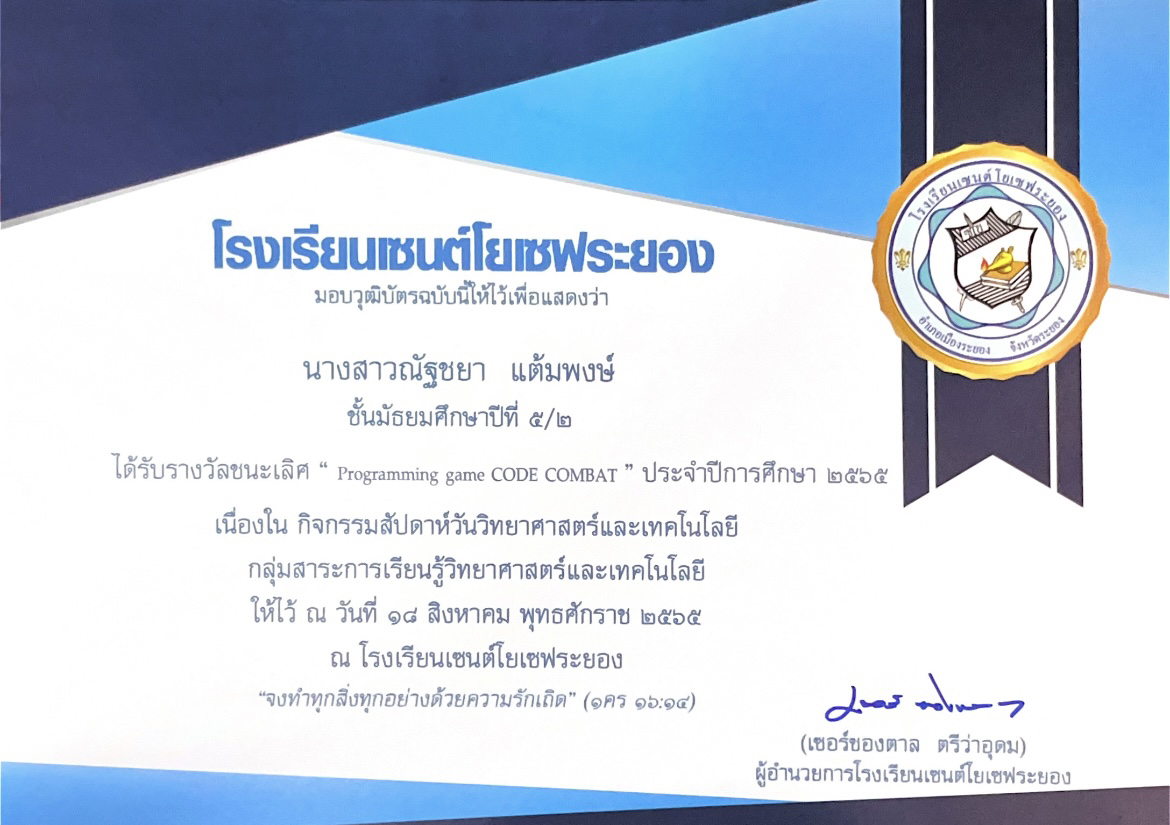 โรงเรียนเซนต์โยเซฟระยอง
มอบวุฒิบัตรฉบับนี้ให้ไว้เพื่อแสดงว่า
นางสาวณัฐชยา แต้มพงษ์
ชั้นมัธยมศึกษาปีที่ ๕/๒
ได้รับรางวัลชนะเลิศ “ Programming game CODE COMBAT ” ประจำปีการศึกษา ๒๕๖๕
เนื่องใน กิจกรรมสัปดาห์วันวิทยาศาสตร์และเทคโนโลยี
กลุ่มสาระการเรียนรู้วิทยาศาสตร์และเทคโนโลยี
ให้ไว้ ณ วันที่ ๑๘ สิงหาคม พุทธศักราช ๒๕๖๕
ณ โรงเรียนเซนต์โยเซฟระยอง
“จงทำทุกสิ่งทุกอย่างด้วยความรักเถิด” (๑คร ๑๖:๑๔)
(เซอร์ชองตาล ตรีว่าอุดม)
ผู้อำนวยการโรงเรียนเซนต์โยเซฟระยอง
โรงเรียนเซนต์โยเซฟระยอง
อำเภอเมืองระยอง จังหวัดระยอง